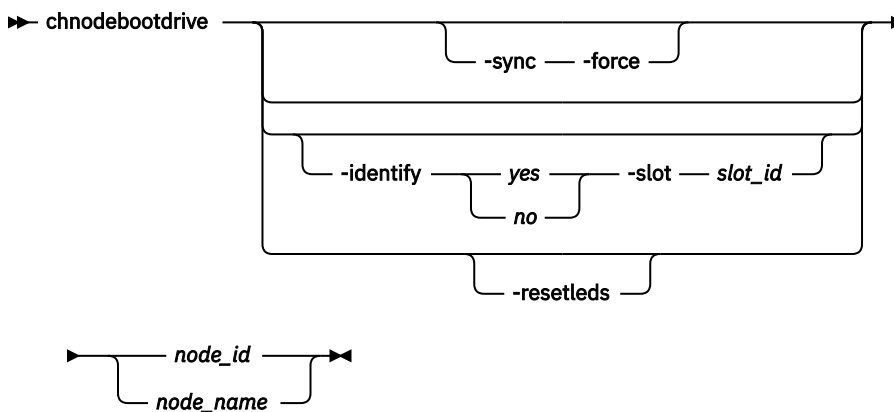 chnodebootdrive
-sync -force
-identify yes -slot slot_id
no
-resetleds
node_id
node_name